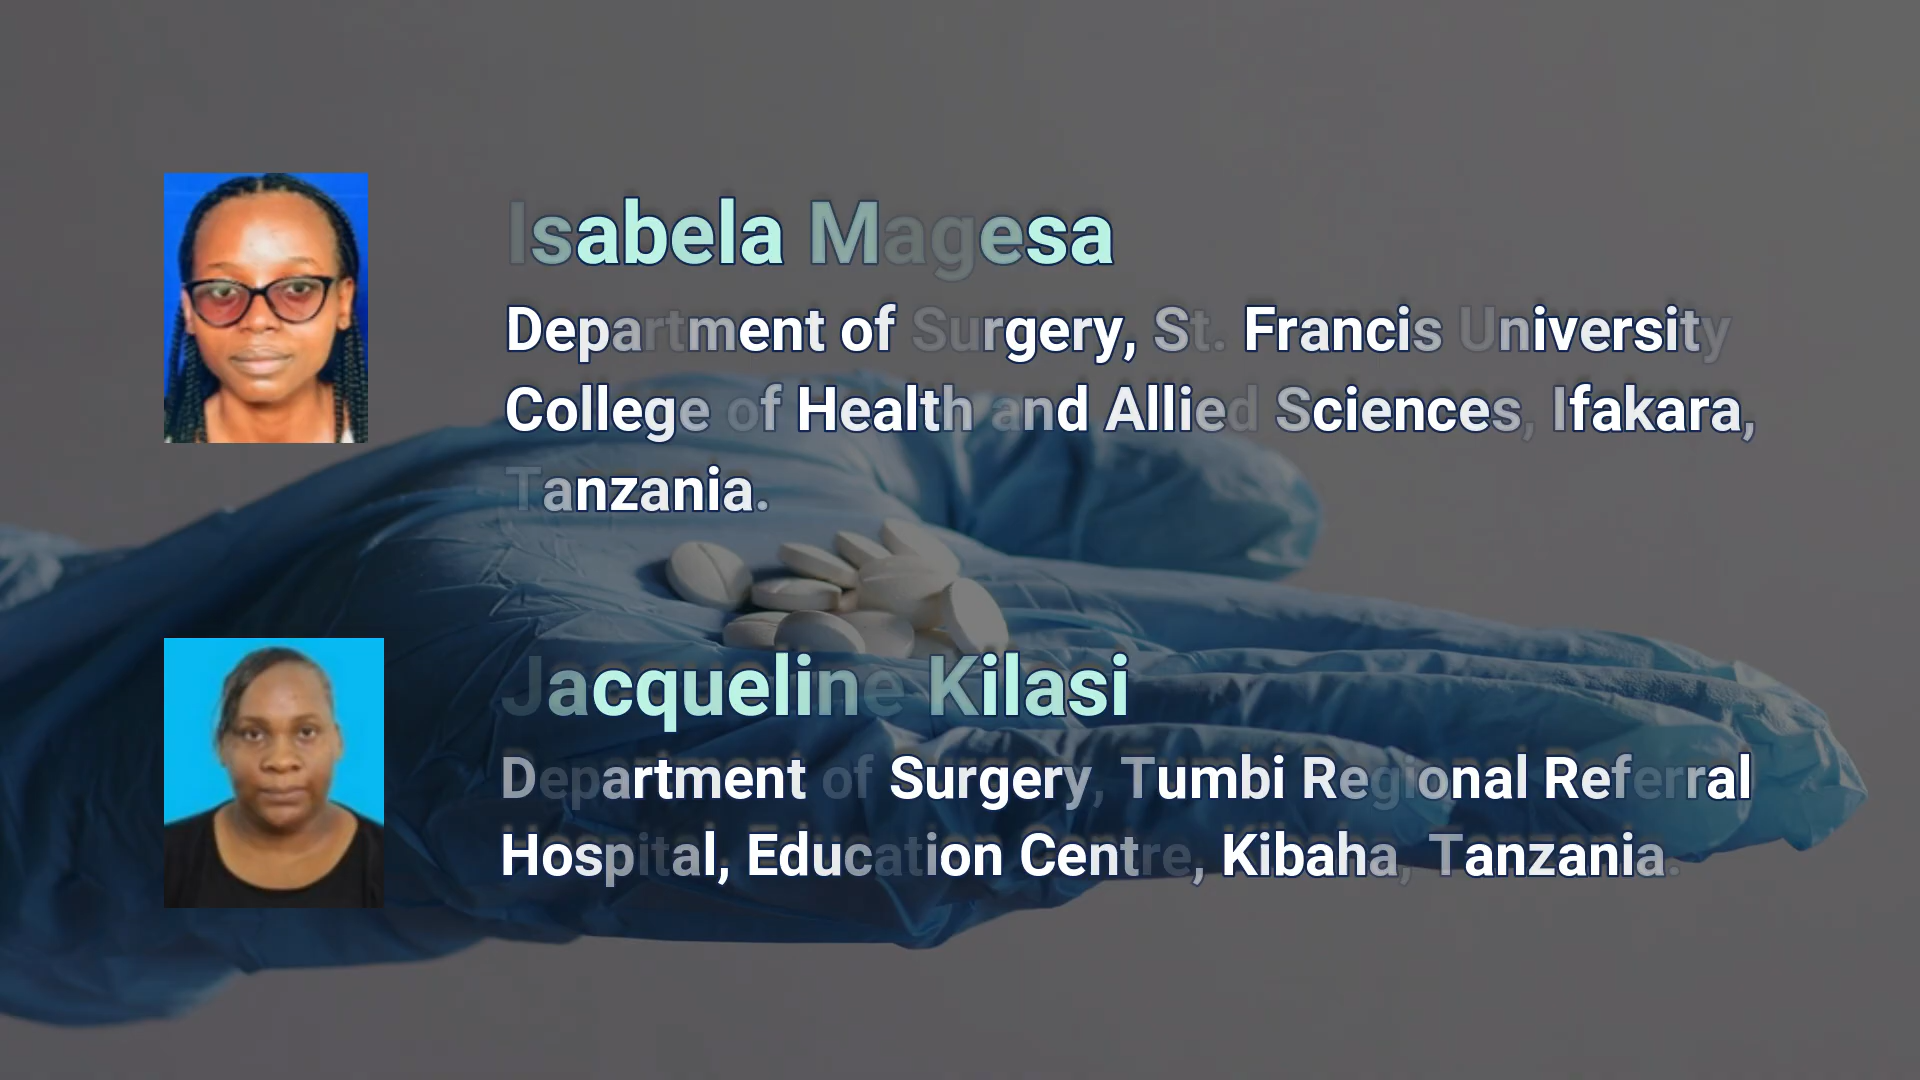 Isabela Magesa
Department of Surgery, St. Francis University
College of Health and Allied Sciences, Ifakara,
Tanzania.
Jacqueline Kilasi
Department of Surgery, Tumbi Regional Referral
Hospital, Education Centre, Kibaha, Tanzania.